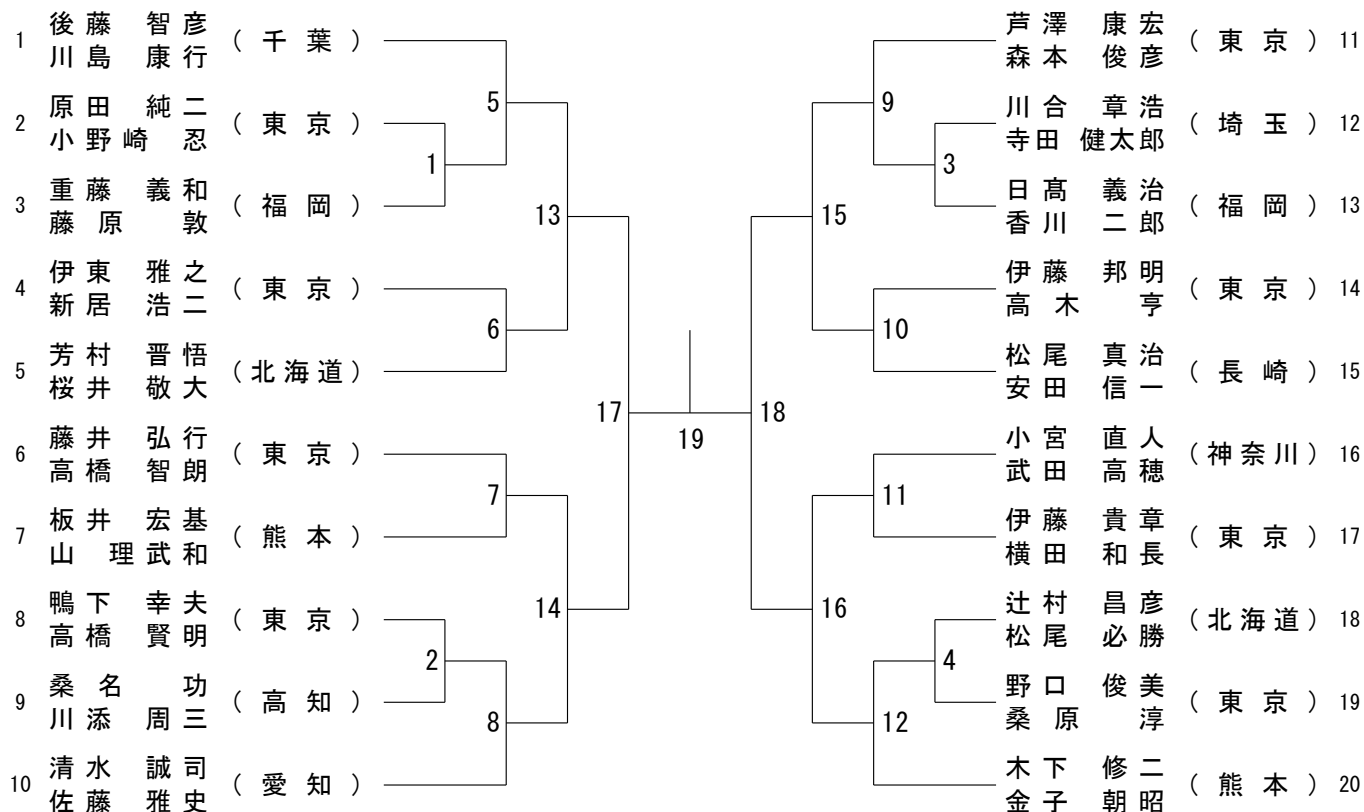 1 後藤 智彦 川島 康行 (千葉)
2 原田 純二 小野崎 忍 (東京)
3 重藤 義和 藤原 敦 (福岡)
4 伊東 雅之 新居 浩二 (東京)
5 芳村 晋悟 桜井 敬大 (北海道)
6 藤井 弘行 高橋 智朗 (東京)
7 板井 宏基 山 理武和 (熊本)
8 鴨下 幸夫 高橋 賢明 (東京)
9 桑名 功 川添 周三 (高知)
10 清水 誠司 佐藤 雅史 (愛知)
5
1
13
6
17
7
14
2
8
19
9
3
15
10
18
11
16
4
12
芦澤 康宏 森本 俊彦 (東京) 11
川合 章浩 寺田 健太郎 (埼玉) 12
日髙 義治 香川 二郎 (福岡) 13
伊藤 邦明 高木 亨 (東京) 14
松尾 真治 安田 信一 (長崎) 15
小宮 直人 武田 高穂 (神奈川) 16
伊藤 貴章 横田 和長 (東京) 17
辻村 昌彦 松尾 必勝 (北海道) 18
野口 俊美 桑原 淳 (東京) 19
木下 修二 金子 朝昭 (熊本) 20